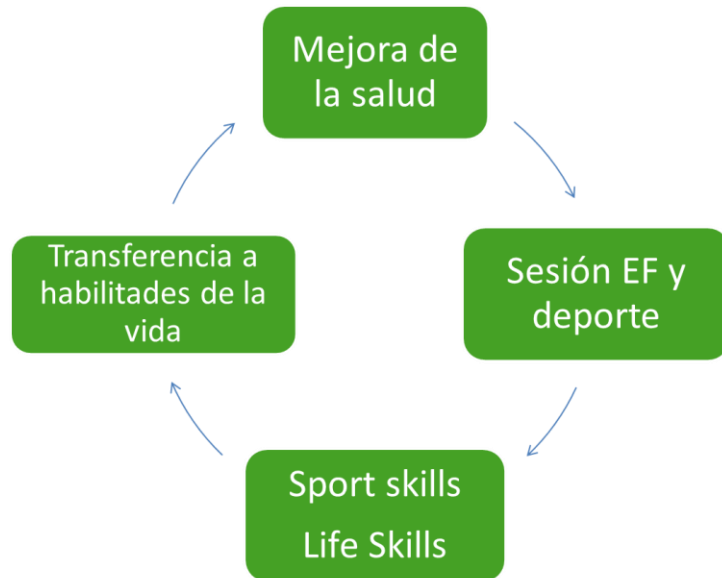 Mejora de
la salud
Sesión EF y
deporte
Sport skills
Life Skills
Transferencia a
habilitades de la
vida